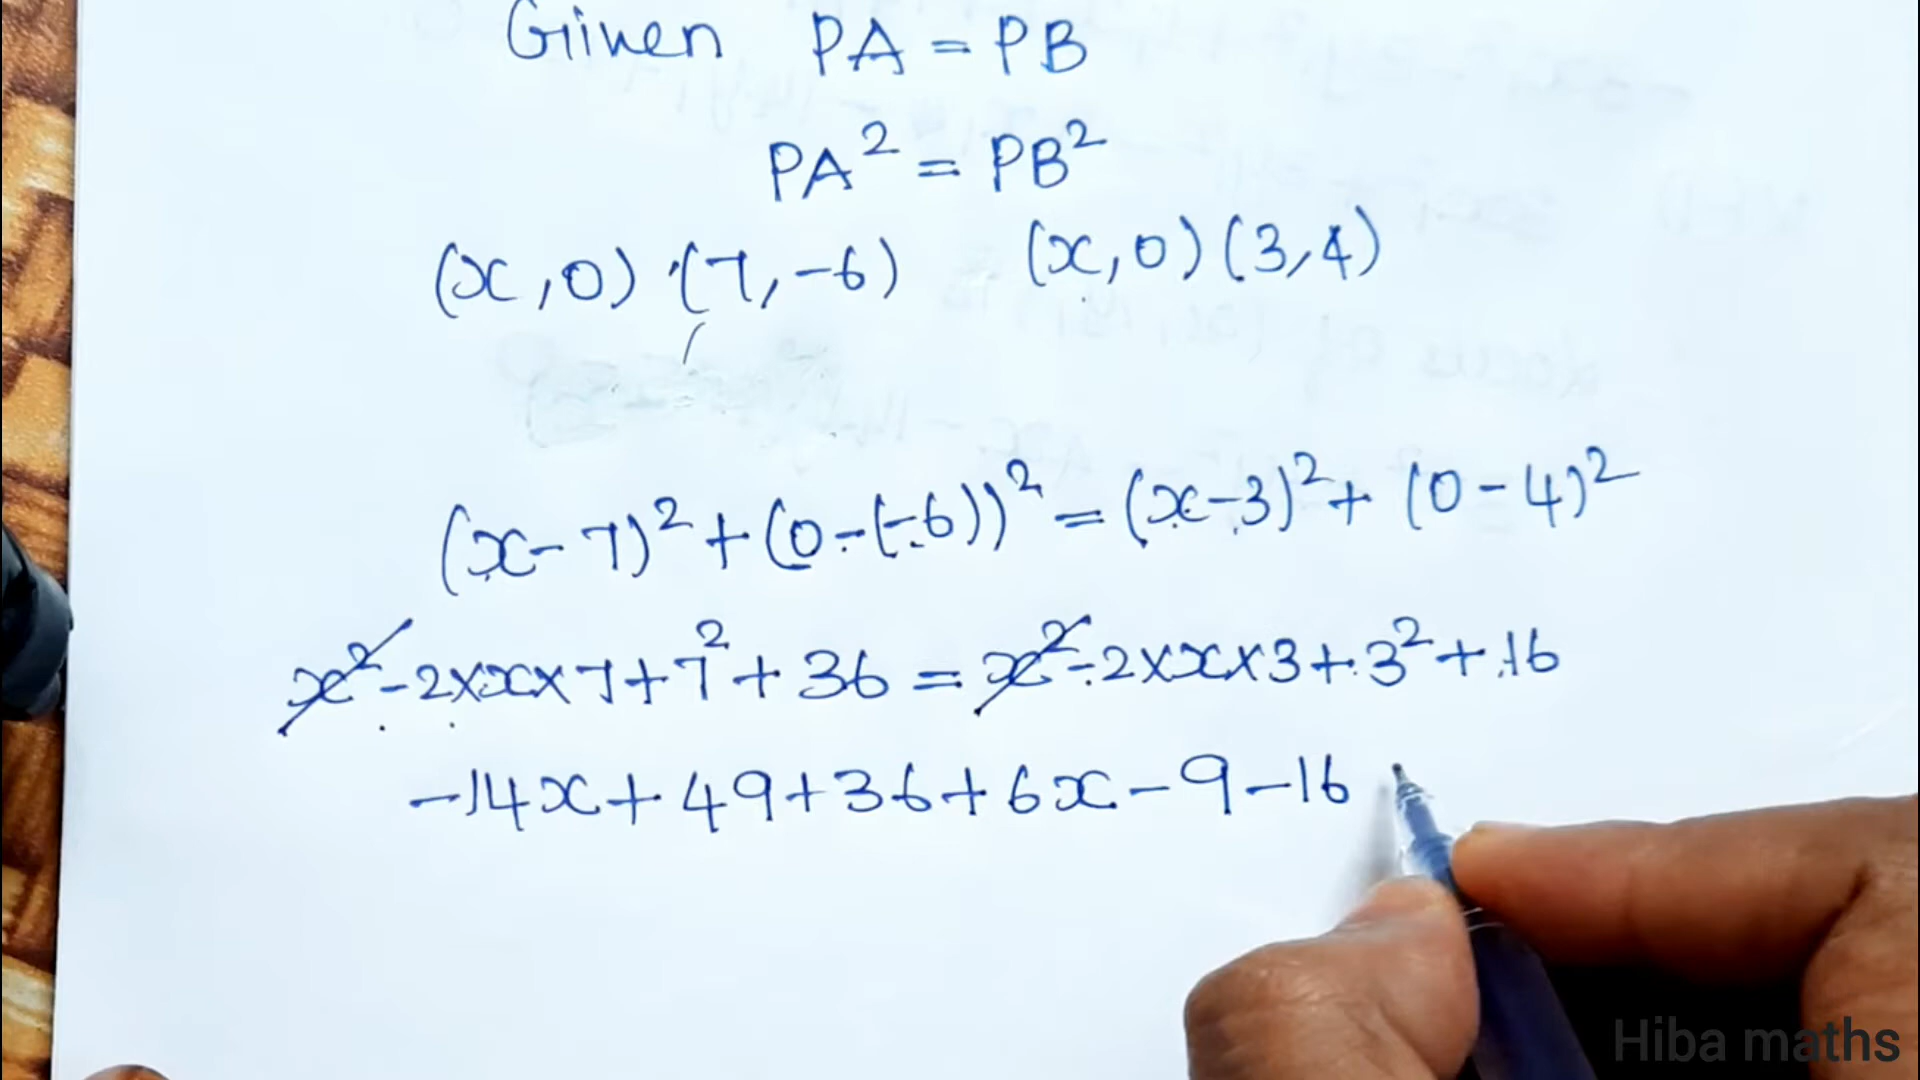 Given PA = PB
PA² = PB²
(x, 0) (7, -6) (x, 0) (3, 4)
(x-7)² + (0-(-6))² = (x-3)² + (0-4)²
x² - 2×x×7 + 7² + 36 = x² - 2×x×3 + 3² + 16
-14x + 49 + 36 + 6x - 9 - 16
Hiba maths